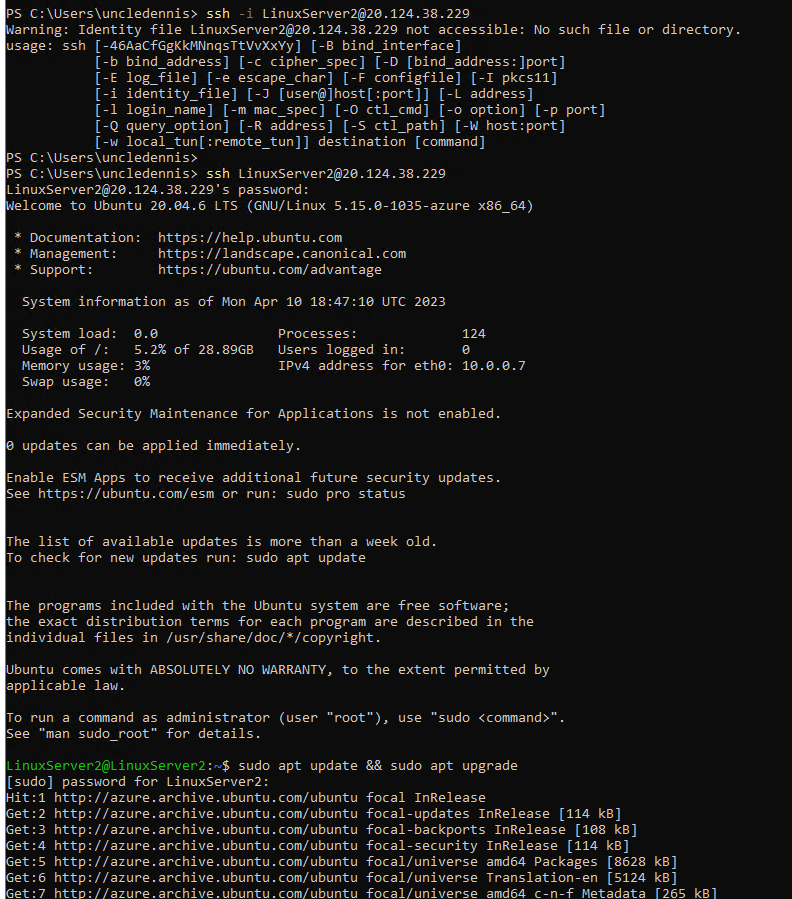 PS C:\Users\uncledennis> ssh -i LinuxServer2@20.124.38.229
Warning: Identity file LinuxServer2@20.124.38.229 not accessible: No such file or directory.
usage: ssh [-46AaCfGgKkMNnqsTtVvXxYy] [-B bind_interface]
           [-b bind_address] [-c cipher_spec] [-D [bind_address:]port]
           [-E log_file] [-e escape_char] [-F configfile] [-I pkcs11]
           [-i identity_file] [-J [user@]host[:port]] [-L address]
           [-l login_name] [-m mac_spec] [-O ctl_cmd] [-o option] [-p port]
           [-Q query_option] [-R address] [-S ctl_path] [-W host:port]
           [-w local_tun[:remote_tun]] destination [command]
PS C:\Users\uncledennis>
PS C:\Users\uncledennis> ssh LinuxServer2@20.124.38.229
LinuxServer2@20.124.38.229's password:
Welcome to Ubuntu 20.04.6 LTS (GNU/Linux 5.15.0-1035-azure x86_64)

 * Documentation:  https://help.ubuntu.com
 * Management:     https://landscape.canonical.com
 * Support:        https://ubuntu.com/advantage

  System information as of Mon Apr 10 18:47:10 UTC 2023

  System load:  0.0               Processes:             124
  Usage of /:   5.2% of 28.89GB   Users logged in:       0
  Memory usage: 3%                IPv4 address for eth0: 10.0.0.7
  Swap usage:   0%

Expanded Security Maintenance for Applications is not enabled.

0 updates can be applied immediately.

Enable ESM Apps to receive additional future security updates.
See https://ubuntu.com/esm or run: sudo pro status


The list of available updates is more than a week old.
To check for new updates run: sudo apt update


The programs included with the Ubuntu system are free software;
the exact distribution terms for each program are described in the
individual files in /usr/share/doc/*/copyright.

Ubuntu comes with ABSOLUTELY NO WARRANTY, to the extent permitted by
applicable law.

To run a command as administrator (user "root"), use "sudo <command>".
See "man sudo_root" for details.

LinuxServer2@LinuxServer2:~$ sudo apt update && sudo apt upgrade
[sudo] password for LinuxServer2:
Hit:1 http://azure.archive.ubuntu.com/ubuntu focal InRelease
Get:2 http://azure.archive.ubuntu.com/ubuntu focal-updates InRelease [114 kB]
Get:3 http://azure.archive.ubuntu.com/ubuntu focal-backports InRelease [108 kB]
Get:4 http://azure.archive.ubuntu.com/ubuntu focal-security InRelease [114 kB]
Get:5 http://azure.archive.ubuntu.com/ubuntu focal/universe amd64 Packages [8628 kB]
Get:6 http://azure.archive.ubuntu.com/ubuntu focal/universe Translation-en [5124 kB]
Get:7 http://azure.archive.ubuntu.com/ubuntu focal/universe amd64 c-n-f Metadata [265 kB]